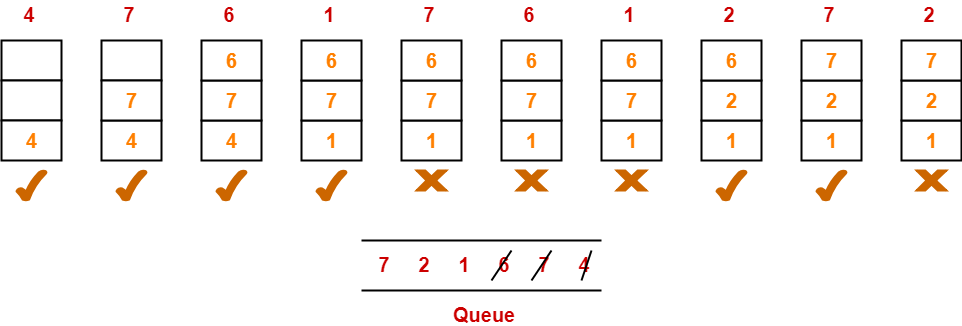 4 7 6 1 7 6 1 2 7 2
6 6 6 6 6 6 7 7
7 7 7 7 7 7 2 2 2
4 4 4 1 1 1 1 1 1 1
7 2 1 6 7 4
Queue